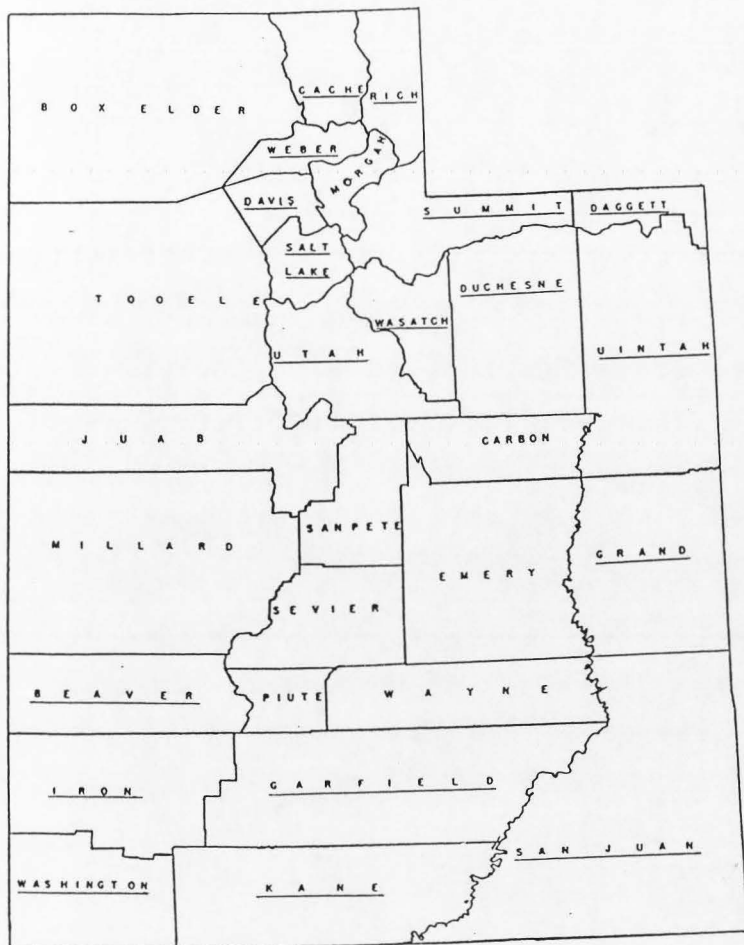 CACHE
RICH
BOX ELDER
WEBER
MORGAN
DAVIS
SUMMIT
DAGGETT
SALT
LAKE
DUCHESNE
TOOELE
WASATCH
UTAH
UINTAH
JUAB
CARBON
SANPETE
MILLARD
GRAND
EMERY
SEVIER
BEAVER
PIUTE
WAYNE
IRON
GARFIELD
SAN JUAN
WASHINGTON
KANE